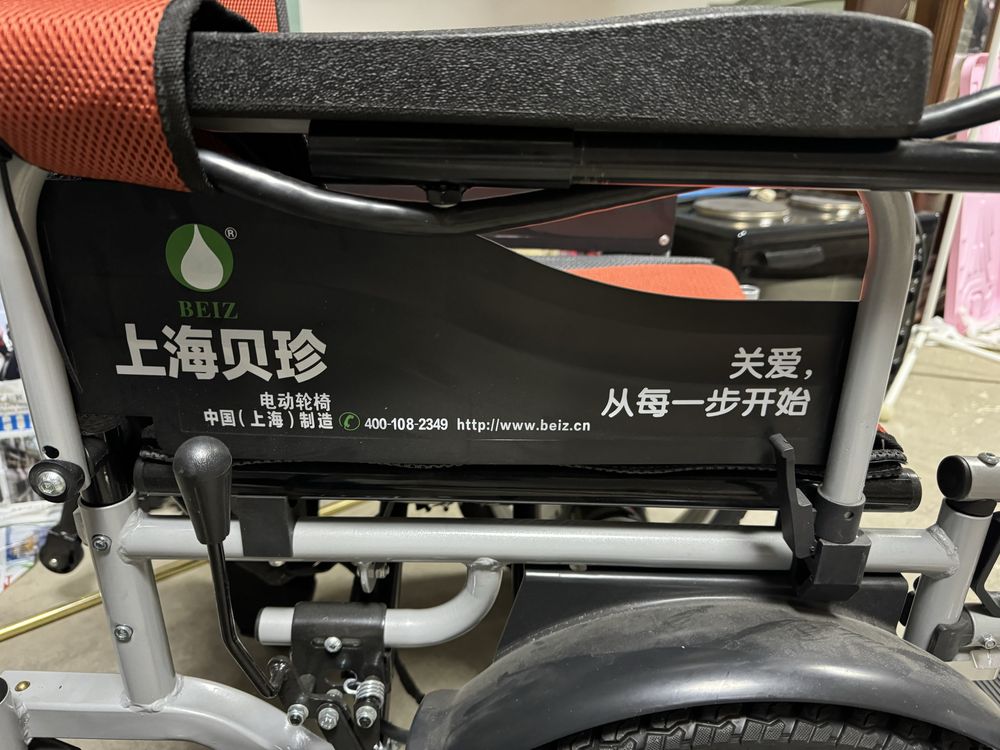 ®
BEIZ
上海贝珍
电动轮椅
中国(上海)制造 400-108-2349 http://www.beiz.cn
关爱，
从每一步开始